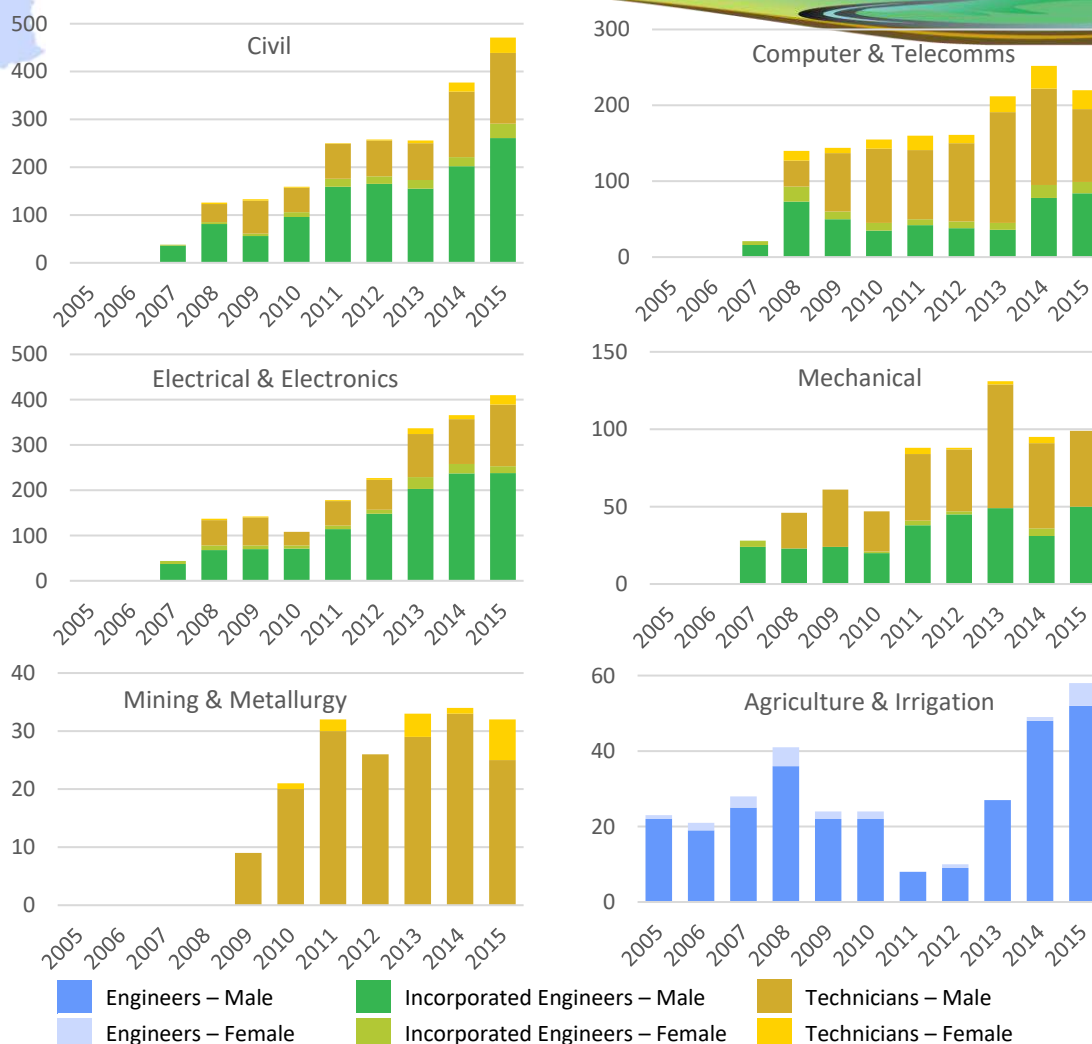 Civil
500
400
300
200
100
0
2005 2006 2007 2008 2009 2010 2011 2012 2013 2014 2015
Computer & Telecomms
300
200
100
0
2005 2006 2007 2008 2009 2010 2011 2012 2013 2014 2015
Electrical & Electronics
500
400
300
200
100
0
2005 2006 2007 2008 2009 2010 2011 2012 2013 2014 2015
Mechanical
150
100
50
0
2005 2006 2007 2008 2009 2010 2011 2012 2013 2014 2015
Mining & Metallurgy
40
30
20
10
0
2005 2006 2007 2008 2009 2010 2011 2012 2013 2014 2015
Agriculture & Irrigation
60
40
20
0
2005 2006 2007 2008 2009 2010 2011 2012 2013 2014 2015
Engineers – Male
Incorporated Engineers – Male
Technicians – Male
Engineers – Female
Incorporated Engineers – Female
Technicians – Female